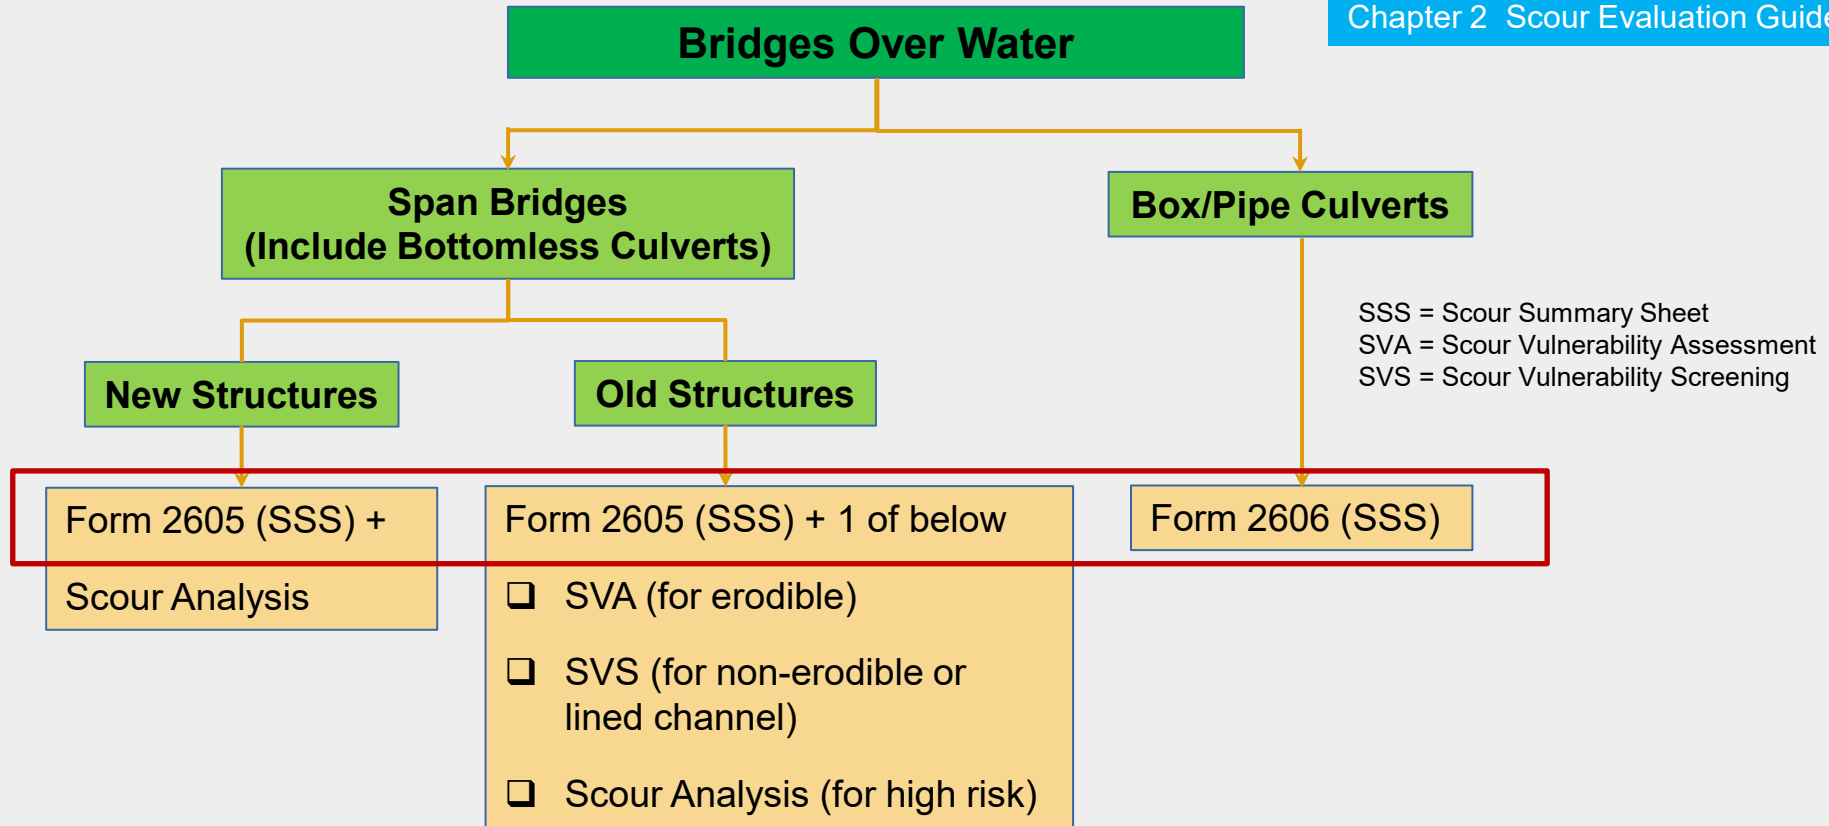 Chapter 2  Scour Evaluation Guide
Bridges Over Water
Span Bridges
(Include Bottomless Culverts)
Box/Pipe Culverts
SSS = Scour Summary Sheet
SVA = Scour Vulnerability Assessment
SVS = Scour Vulnerability Screening
New Structures
Old Structures
Form 2605 (SSS) +
Scour Analysis
Form 2605 (SSS) + 1 of below
❑ SVA (for erodible)
❑ SVS (for non-erodible or
lined channel)
❑ Scour Analysis (for high risk)
Form 2606 (SSS)